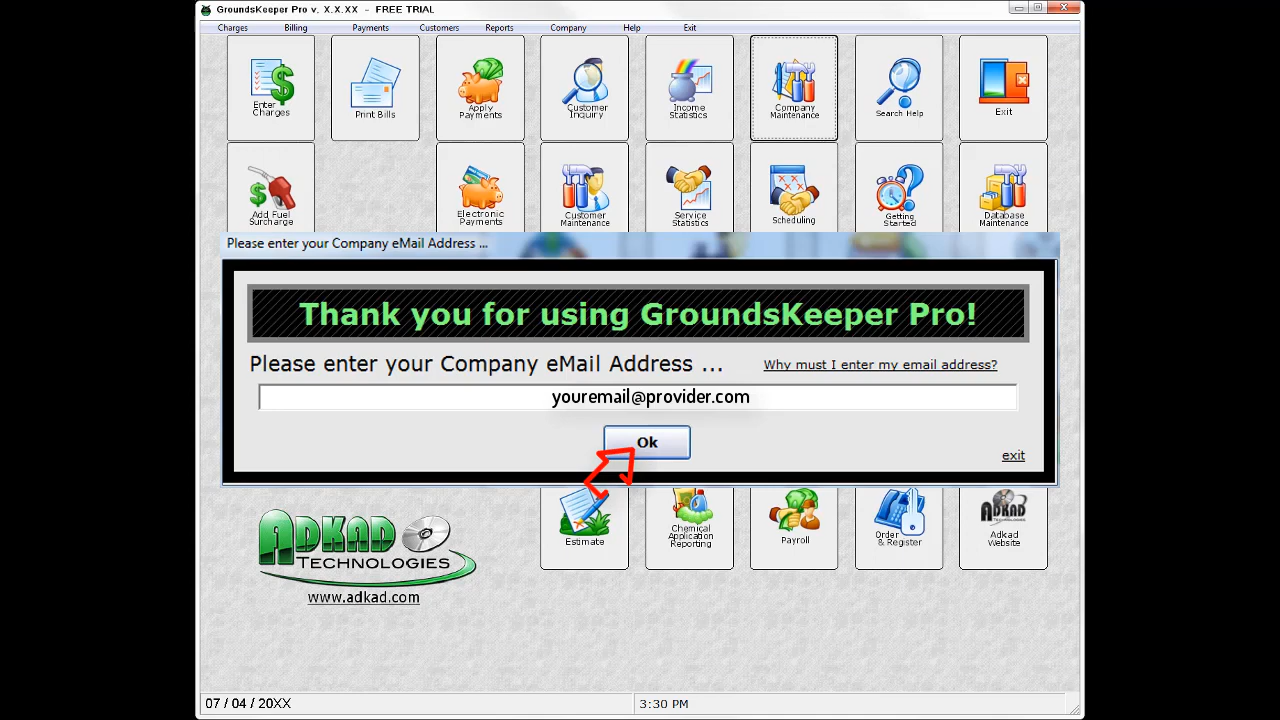 GroundsKeeper Pro v. X.X.XX - FREE TRIAL
Charges Billing Payments Customers Reports Company Help Exit
Enter
Charges
Print Bills
Apply
Payments
Customer
Inquiry
Income
Statistics
Company
Maintenance
Search Help
Exit
Add Fuel
Surcharge
Electronic
Payments
Customer
Maintenance
Service
Statistics
Scheduling
Getting
Started
Database
Maintenance
Please enter your Company eMail Address ...
Thank you for using GroundsKeeper Pro!
Please enter your Company eMail Address ...
Why must I enter my email address?
youremail@provider.com
Ok
exit
ADKAD
TECHNOLOGIES
www.adkad.com
Estimate
Chemical
Application
Reporting
Payroll
Order
& Register
ADKAD
Adkad
Website
07 / 04 / 20XX
3:30 PM